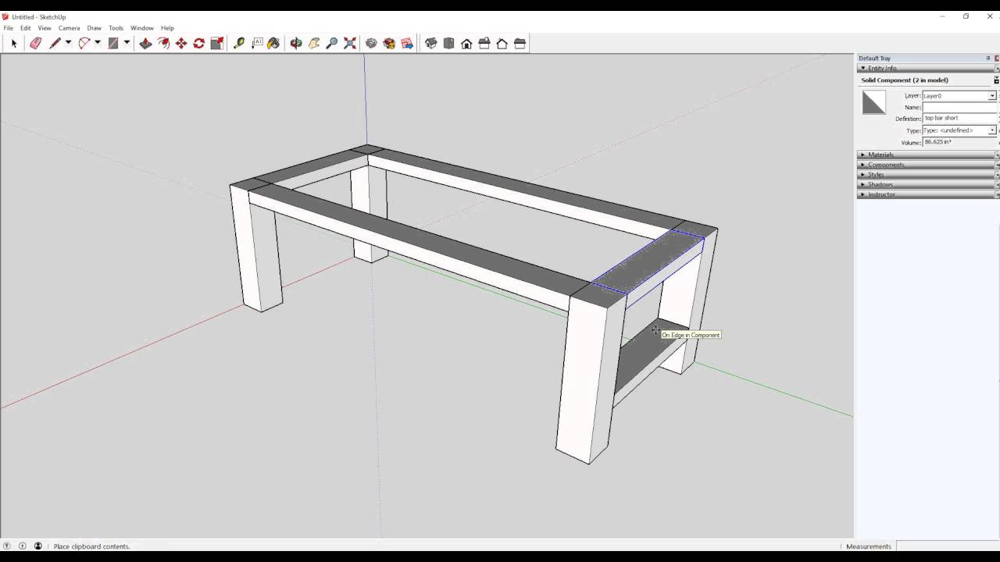 Untitled - SketchUp
File Edit View Camera Draw Tools Window Help
Default Tray
Entity Info
Solid Component (2 in model)
Layer: Layer0
Name:
Definition: top bar short
Type: Type: <undefined>
Volume: 86.625 in³
Materials
Components
Styles
Shadows
Instructor
On Edge in Component
Place clipboard contents.
Measurements